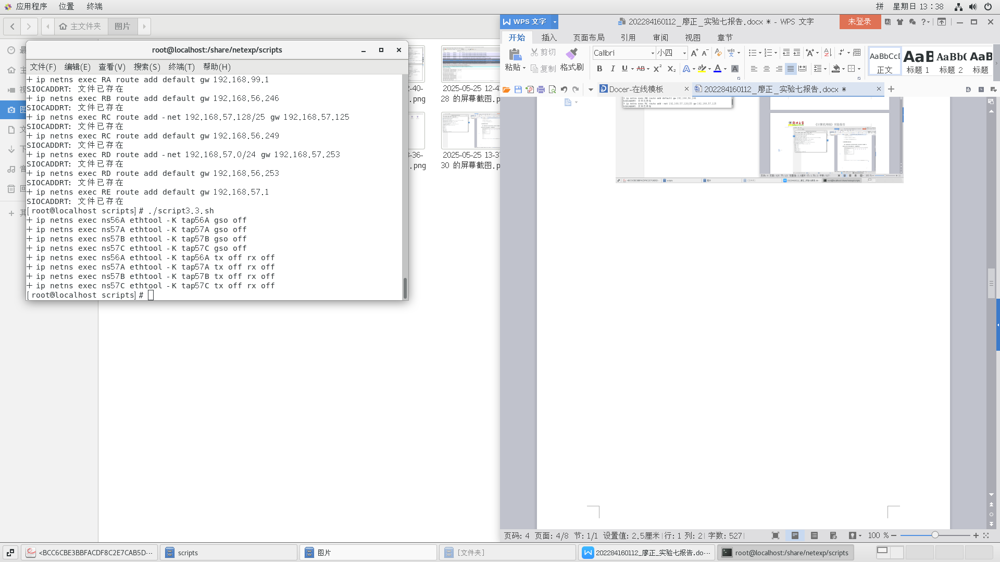 应用程序 位置 终端
拼 星期日 13：38
主文件夹 图片
root@localhost:/share/netexp/scripts
文件(F) 编辑(E) 查看(V) 搜索(S) 终端(T) 帮助(H)
+ ip netns exec RA route add default gw 192.168.99.1
SIOCADDRT: 文件已存在
+ ip netns exec RB route add default gw 192.168.56.246
SIOCADDRT: 文件已存在
+ ip netns exec RC route add -net 192.168.57.128/25 gw 192.168.57.125
SIOCADDRT: 文件已存在
+ ip netns exec RC route add default gw 192.168.56.249
SIOCADDRT: 文件已存在
+ ip netns exec RD route add -net 192.168.57.0/24 gw 192.168.57.253
SIOCADDRT: 文件已存在
+ ip netns exec RD route add default gw 192.168.56.253
SIOCADDRT: 文件已存在
+ ip netns exec RE route add default gw 192.168.57.1
SIOCADDRT: 文件已存在
[root@localhost scripts]# ./script3.3.sh
+ ip netns exec ns56A ethtool -K tap56A gso off
+ ip netns exec ns57A ethtool -K tap57A gso off
+ ip netns exec ns57B ethtool -K tap57B gso off
+ ip netns exec ns57C ethtool -K tap57C gso off
+ ip netns exec ns56A ethtool -K tap56A tx off rx off
+ ip netns exec ns57A ethtool -K tap57A tx off rx off
+ ip netns exec ns57B ethtool -K tap57B tx off rx off
+ ip netns exec ns57C ethtool -K tap57C tx off rx off
[root@localhost scripts]#
2-40-
.png
2025-05-25 12-4
28 的屏幕截图.p
3-36-
.png
2025-05-25 13-37
30 的屏幕截图.p
WPS 文字
202284160112_廖正_实验七报告.docx * - WPS 文字
未登录
开始 插入 页面布局 引用 审阅 视图 章节
粘贴 剪切 复制 格式刷
Calibri 小四
B I U AB X² X₂ A A A
AaBbCcD 正文
AaB 标题 1
AaBb( 标题 2
AaB 标题
Docer-在线模板
202284160112_廖正_实验七报告.docx *
《计算机网络》实验报告
页码: 4 页面: 4/8 节: 1/1 设置值: 2.5厘米 行: 1 列: 2 字数: 527
100 %
<BCC6CBE3BBFACDF8C2E7CAB5D-···
scripts
图片
[文件夹]
202284160112_廖正_实验七报告.do···
root@localhost:/share/netexp/scripts